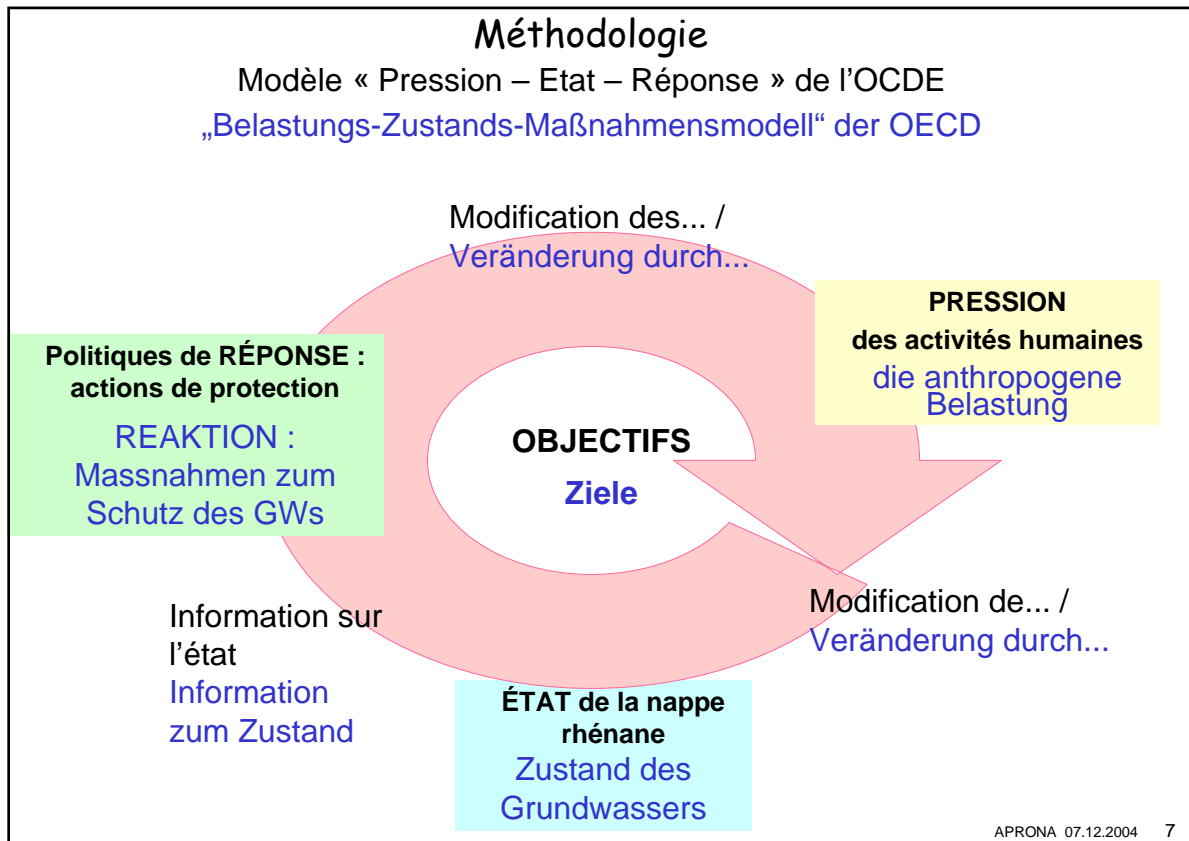 Méthodologie
Modèle « Pression – Etat – Réponse » de l'OCDE
„Belastungs-Zustands-Maßnahmensmodell“ der OECD
Modification des... /
Veränderung durch...
PRESSION
des activités humaines
die anthropogene
Belastung
Politiques de RÉPONSE :
actions de protection
REAKTION :
Massnahmen zum
Schutz des GWs
OBJECTIFS
Ziele
Modification de... /
Veränderung durch...
Information sur
l'état
Information
zum Zustand
ÉTAT de la nappe
rhénane
Zustand des
Grundwassers
APRONA 07.12.2004 7